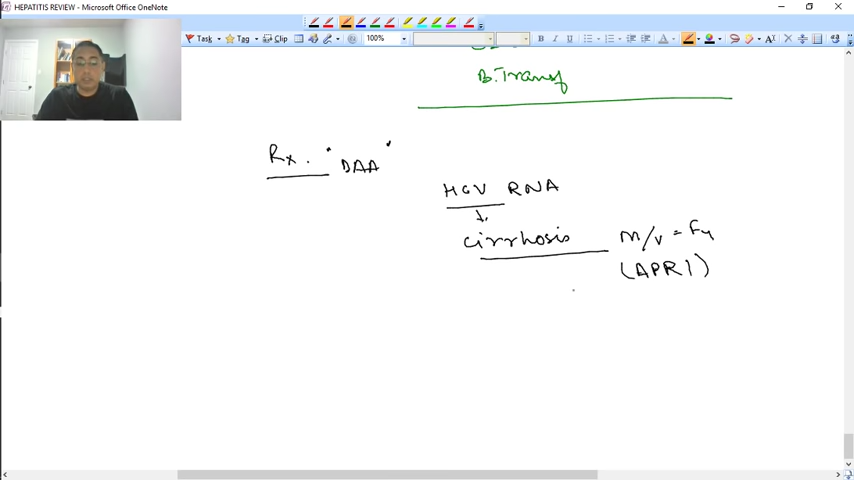 HEPATITIS REVIEW - Microsoft Office OneNote
Task Tag Clip 100% B I U
B.Transf
Rx. "DAA"
HCV RNA
cirrhosis M/V = F4
(APRI)